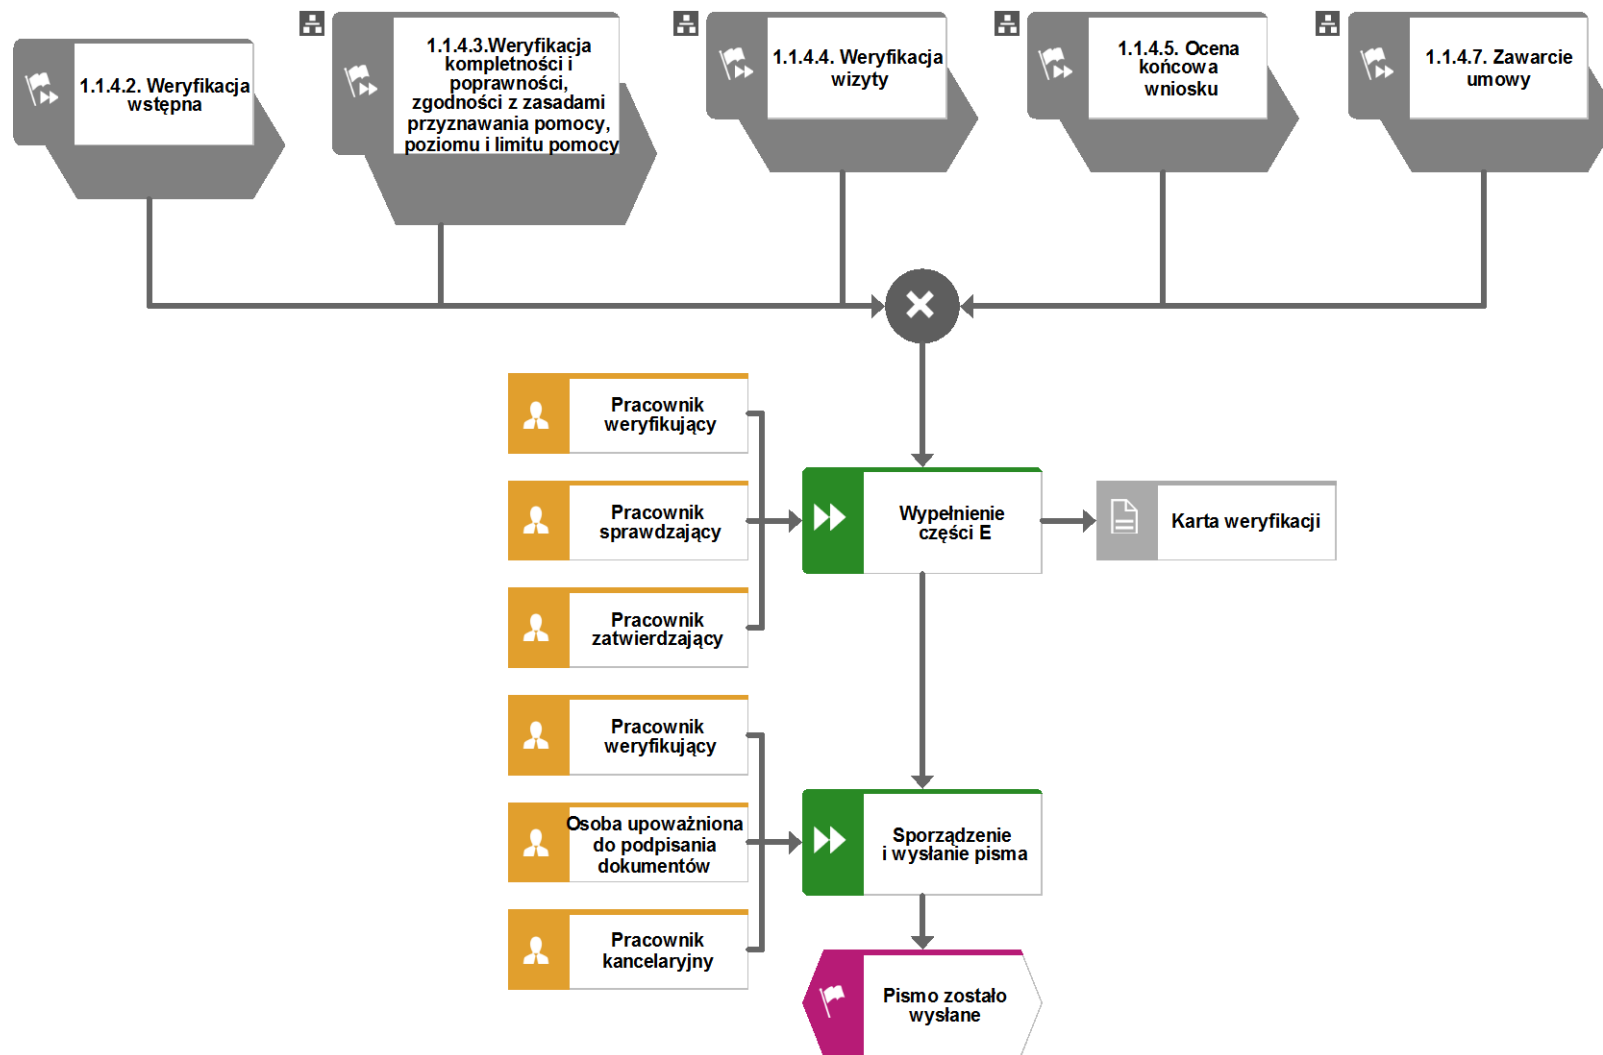 1.1.4.2. Weryfikacja
wstępna
1.1.4.3.Weryfikacja
kompletności i
poprawności,
zgodności z zasadami
przyznawania pomocy,
poziomu i limitu pomocy
1.1.4.4. Weryfikacja
wizyty
1.1.4.5. Ocena
końcowa
wniosku
1.1.4.7. Zawarcie
umowy
Pracownik
weryfikujący
Pracownik
sprawdzający
Pracownik
zatwierdzający
Wypełnienie
części E
Karta weryfikacji
Pracownik
weryfikujący
Osoba upoważniona
do podpisania
dokumentów
Pracownik
kancelaryjny
Sporządzenie
i wysłanie pisma
Pismo zostało
wysłane